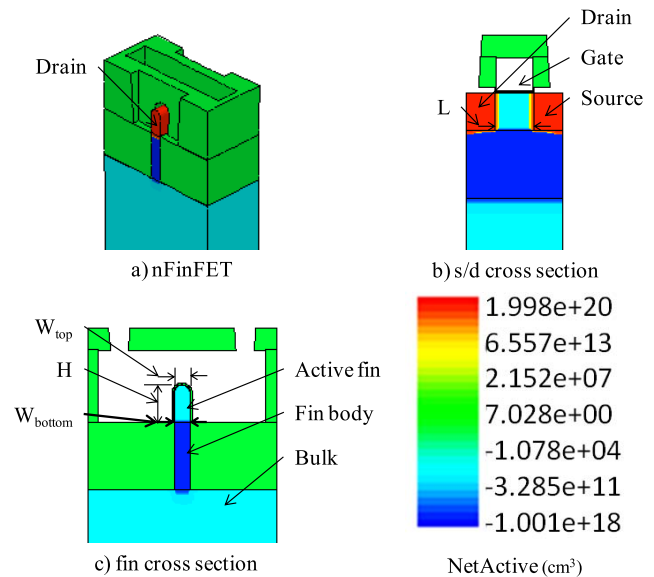 Drain
a) nFinFET
Drain
Gate
L
Source
b) s/d cross section
W_top
H
W_bottom
Active fin
Fin body
Bulk
c) fin cross section
1.998e+20
6.557e+13
2.152e+07
7.028e+00
-1.078e+04
-3.285e+11
-1.001e+18
NetActive (cm³)